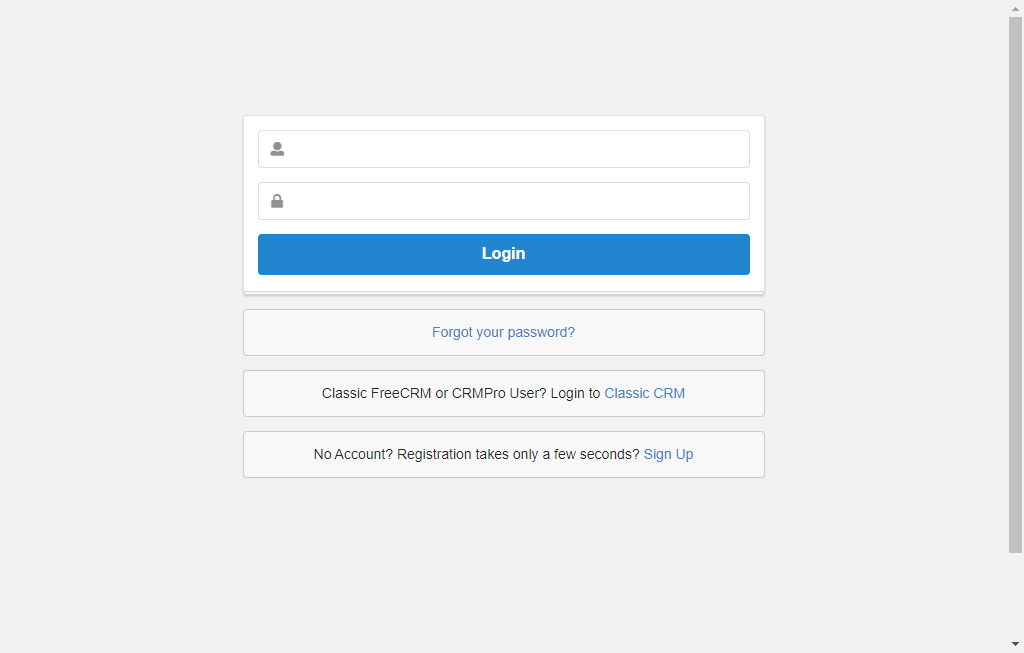 Login
Forgot your password?
Classic FreeCRM or CRMPro User? Login to Classic CRM
No Account? Registration takes only a few seconds? Sign Up